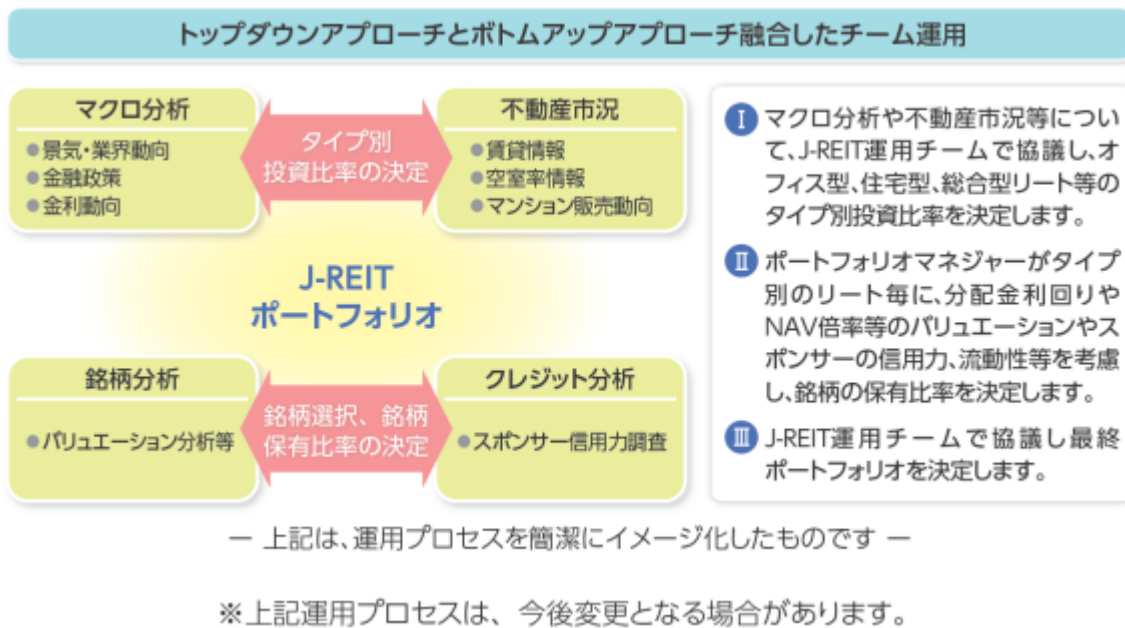 トップダウンアプローチとボトムアップアプローチ融合したチーム運用
マクロ分析
●景気・業界動向
●金融政策
●金利動向
タイプ別
投資比率の決定
不動産市況
●賃貸情報
●空室率情報
●マンション販売動向
J-REIT
ポートフォリオ
銘柄分析
●バリュエーション分析等
銘柄選択、銘柄
保有比率の決定
クレジット分析
●スポンサー信用力調査
Ⅰ マクロ分析や不動産市況等につい
て、J-REIT運用チームで協議し、オ
フィス型、住宅型、総合型リート等の
タイプ別投資比率を決定します。
Ⅱ ポートフォリオマネジャーがタイプ
別のリート毎に、分配金利回りや
NAV倍率等のバリュエーションやス
ポンサーの信用力、流動性等を考慮
し、銘柄の保有比率を決定します。
Ⅲ J-REIT運用チームで協議し最終
ポートフォリオを決定します。
ー 上記は、運用プロセスを簡潔にイメージ化したものです ー
※上記運用プロセスは、今後変更となる場合があります。